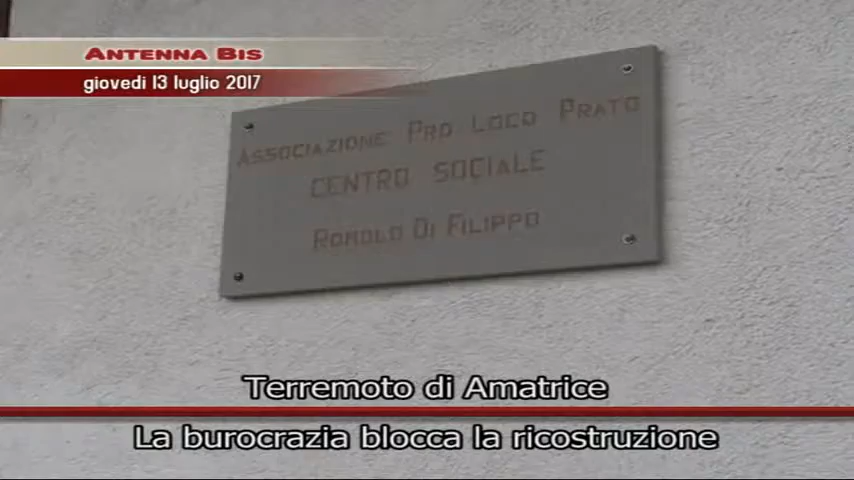 ANTENNA BIS
giovedì 13 luglio 2017
ASSOCIAZIONE PRO LOCO PRATO
CENTRO SOCIALE
ROMOLO DI FILIPPO
Terremoto di Amatrice
La burocrazia blocca la ricostruzione